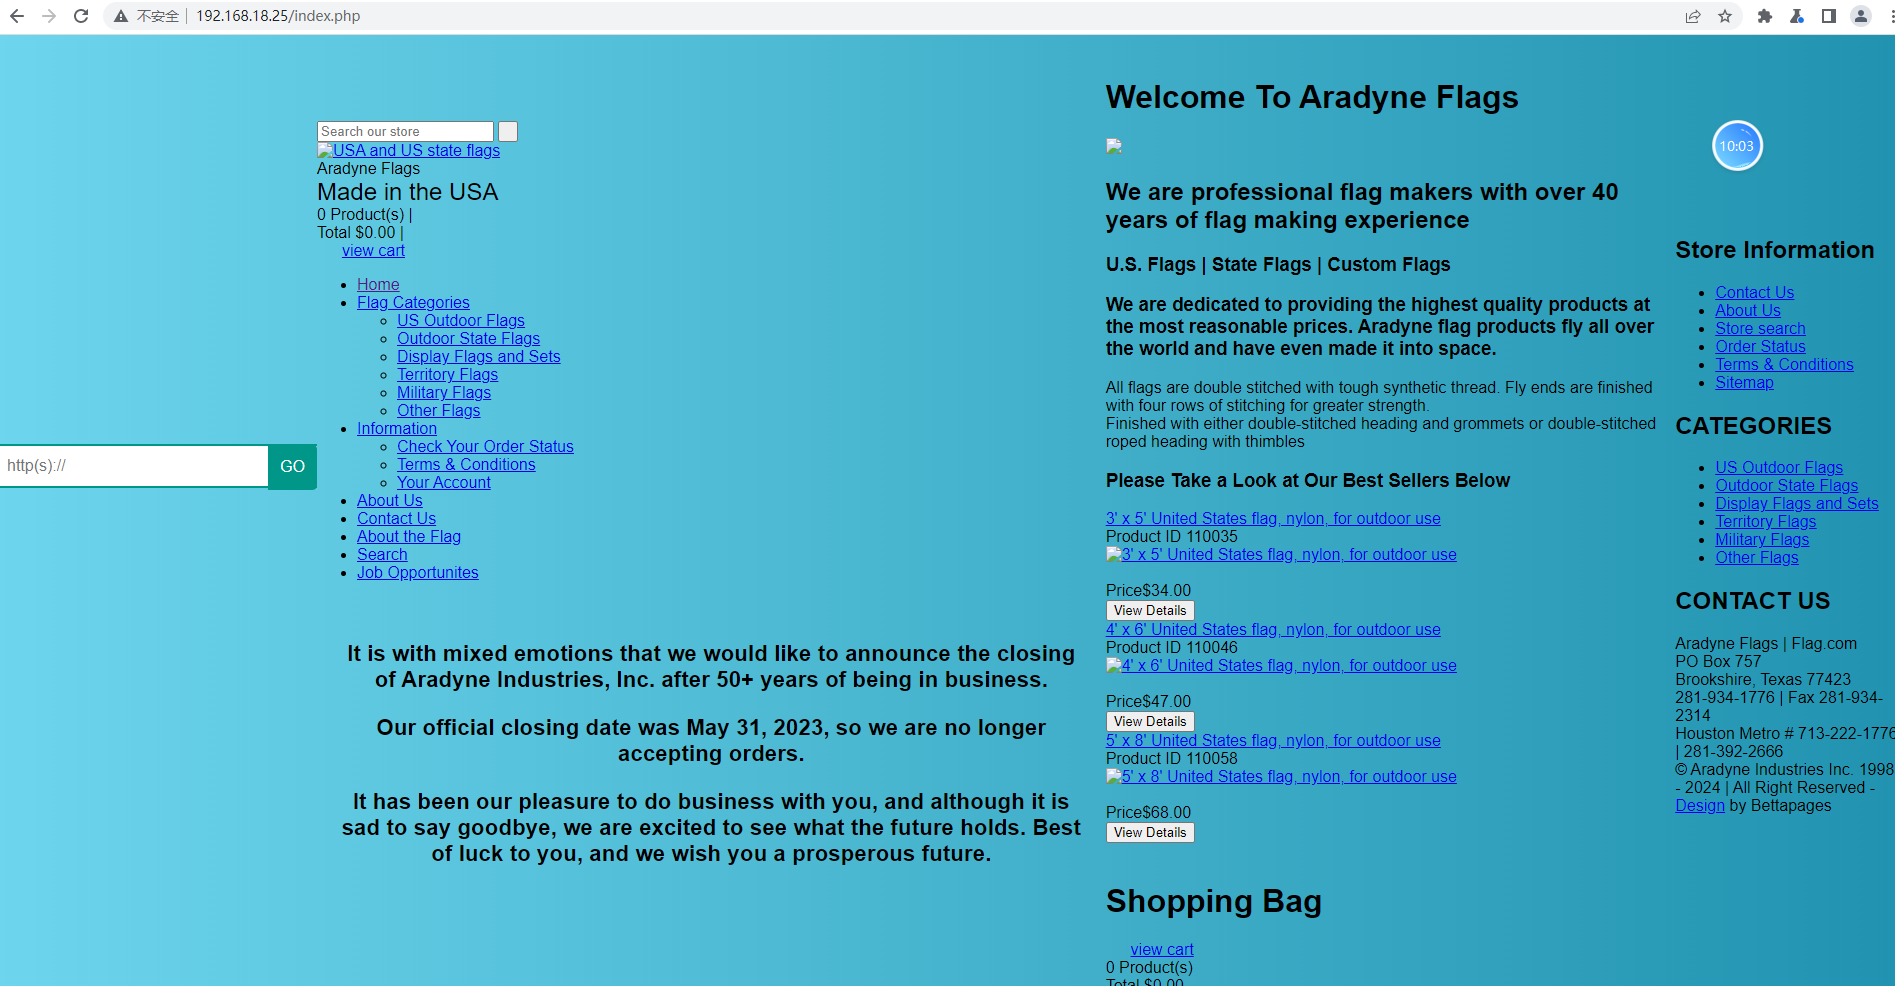 不安全
192.168.18.25/index.php
http(s)://
GO
Search our store
USA and US state flags
Aradyne Flags
Made in the USA
0 Product(s) |
Total $0.00 |
view cart
Home
Flag Categories
US Outdoor Flags
Outdoor State Flags
Display Flags and Sets
Territory Flags
Military Flags
Other Flags
Information
Check Your Order Status
Terms & Conditions
Your Account
About Us
Contact Us
About the Flag
Search
Job Opportunites
It is with mixed emotions that we would like to announce the closing
of Aradyne Industries, Inc. after 50+ years of being in business.
Our official closing date was May 31, 2023, so we are no longer
accepting orders.
It has been our pleasure to do business with you, and although it is
sad to say goodbye, we are excited to see what the future holds. Best
of luck to you, and we wish you a prosperous future.
Welcome To Aradyne Flags
We are professional flag makers with over 40
years of flag making experience
U.S. Flags | State Flags | Custom Flags
We are dedicated to providing the highest quality products at
the most reasonable prices. Aradyne flag products fly all over
the world and have even made it into space.
All flags are double stitched with tough synthetic thread. Fly ends are finished
with four rows of stitching for greater strength.
Finished with either double-stitched heading and grommets or double-stitched
roped heading with thimbles
Please Take a Look at Our Best Sellers Below
3' x 5' United States flag, nylon, for outdoor use
Product ID 110035
3' x 5' United States flag, nylon, for outdoor use
Price$34.00
View Details
4' x 6' United States flag, nylon, for outdoor use
Product ID 110046
4' x 6' United States flag, nylon, for outdoor use
Price$47.00
View Details
5' x 8' United States flag, nylon, for outdoor use
Product ID 110058
5' x 8' United States flag, nylon, for outdoor use
Price$68.00
View Details
Shopping Bag
view cart
0 Product(s)
Total $0.00
10:03
Store Information
Contact Us
About Us
Store search
Order Status
Terms & Conditions
Sitemap
CATEGORIES
US Outdoor Flags
Outdoor State Flags
Display Flags and Sets
Territory Flags
Military Flags
Other Flags
CONTACT US
Aradyne Flags | Flag.com
PO Box 757
Brookshire, Texas 77423
281-934-1776 | Fax 281-934-
2314
Houston Metro # 713-222-1776
| 281-392-2666
© Aradyne Industries Inc. 1998
- 2024 | All Right Reserved -
Design by Bettapages